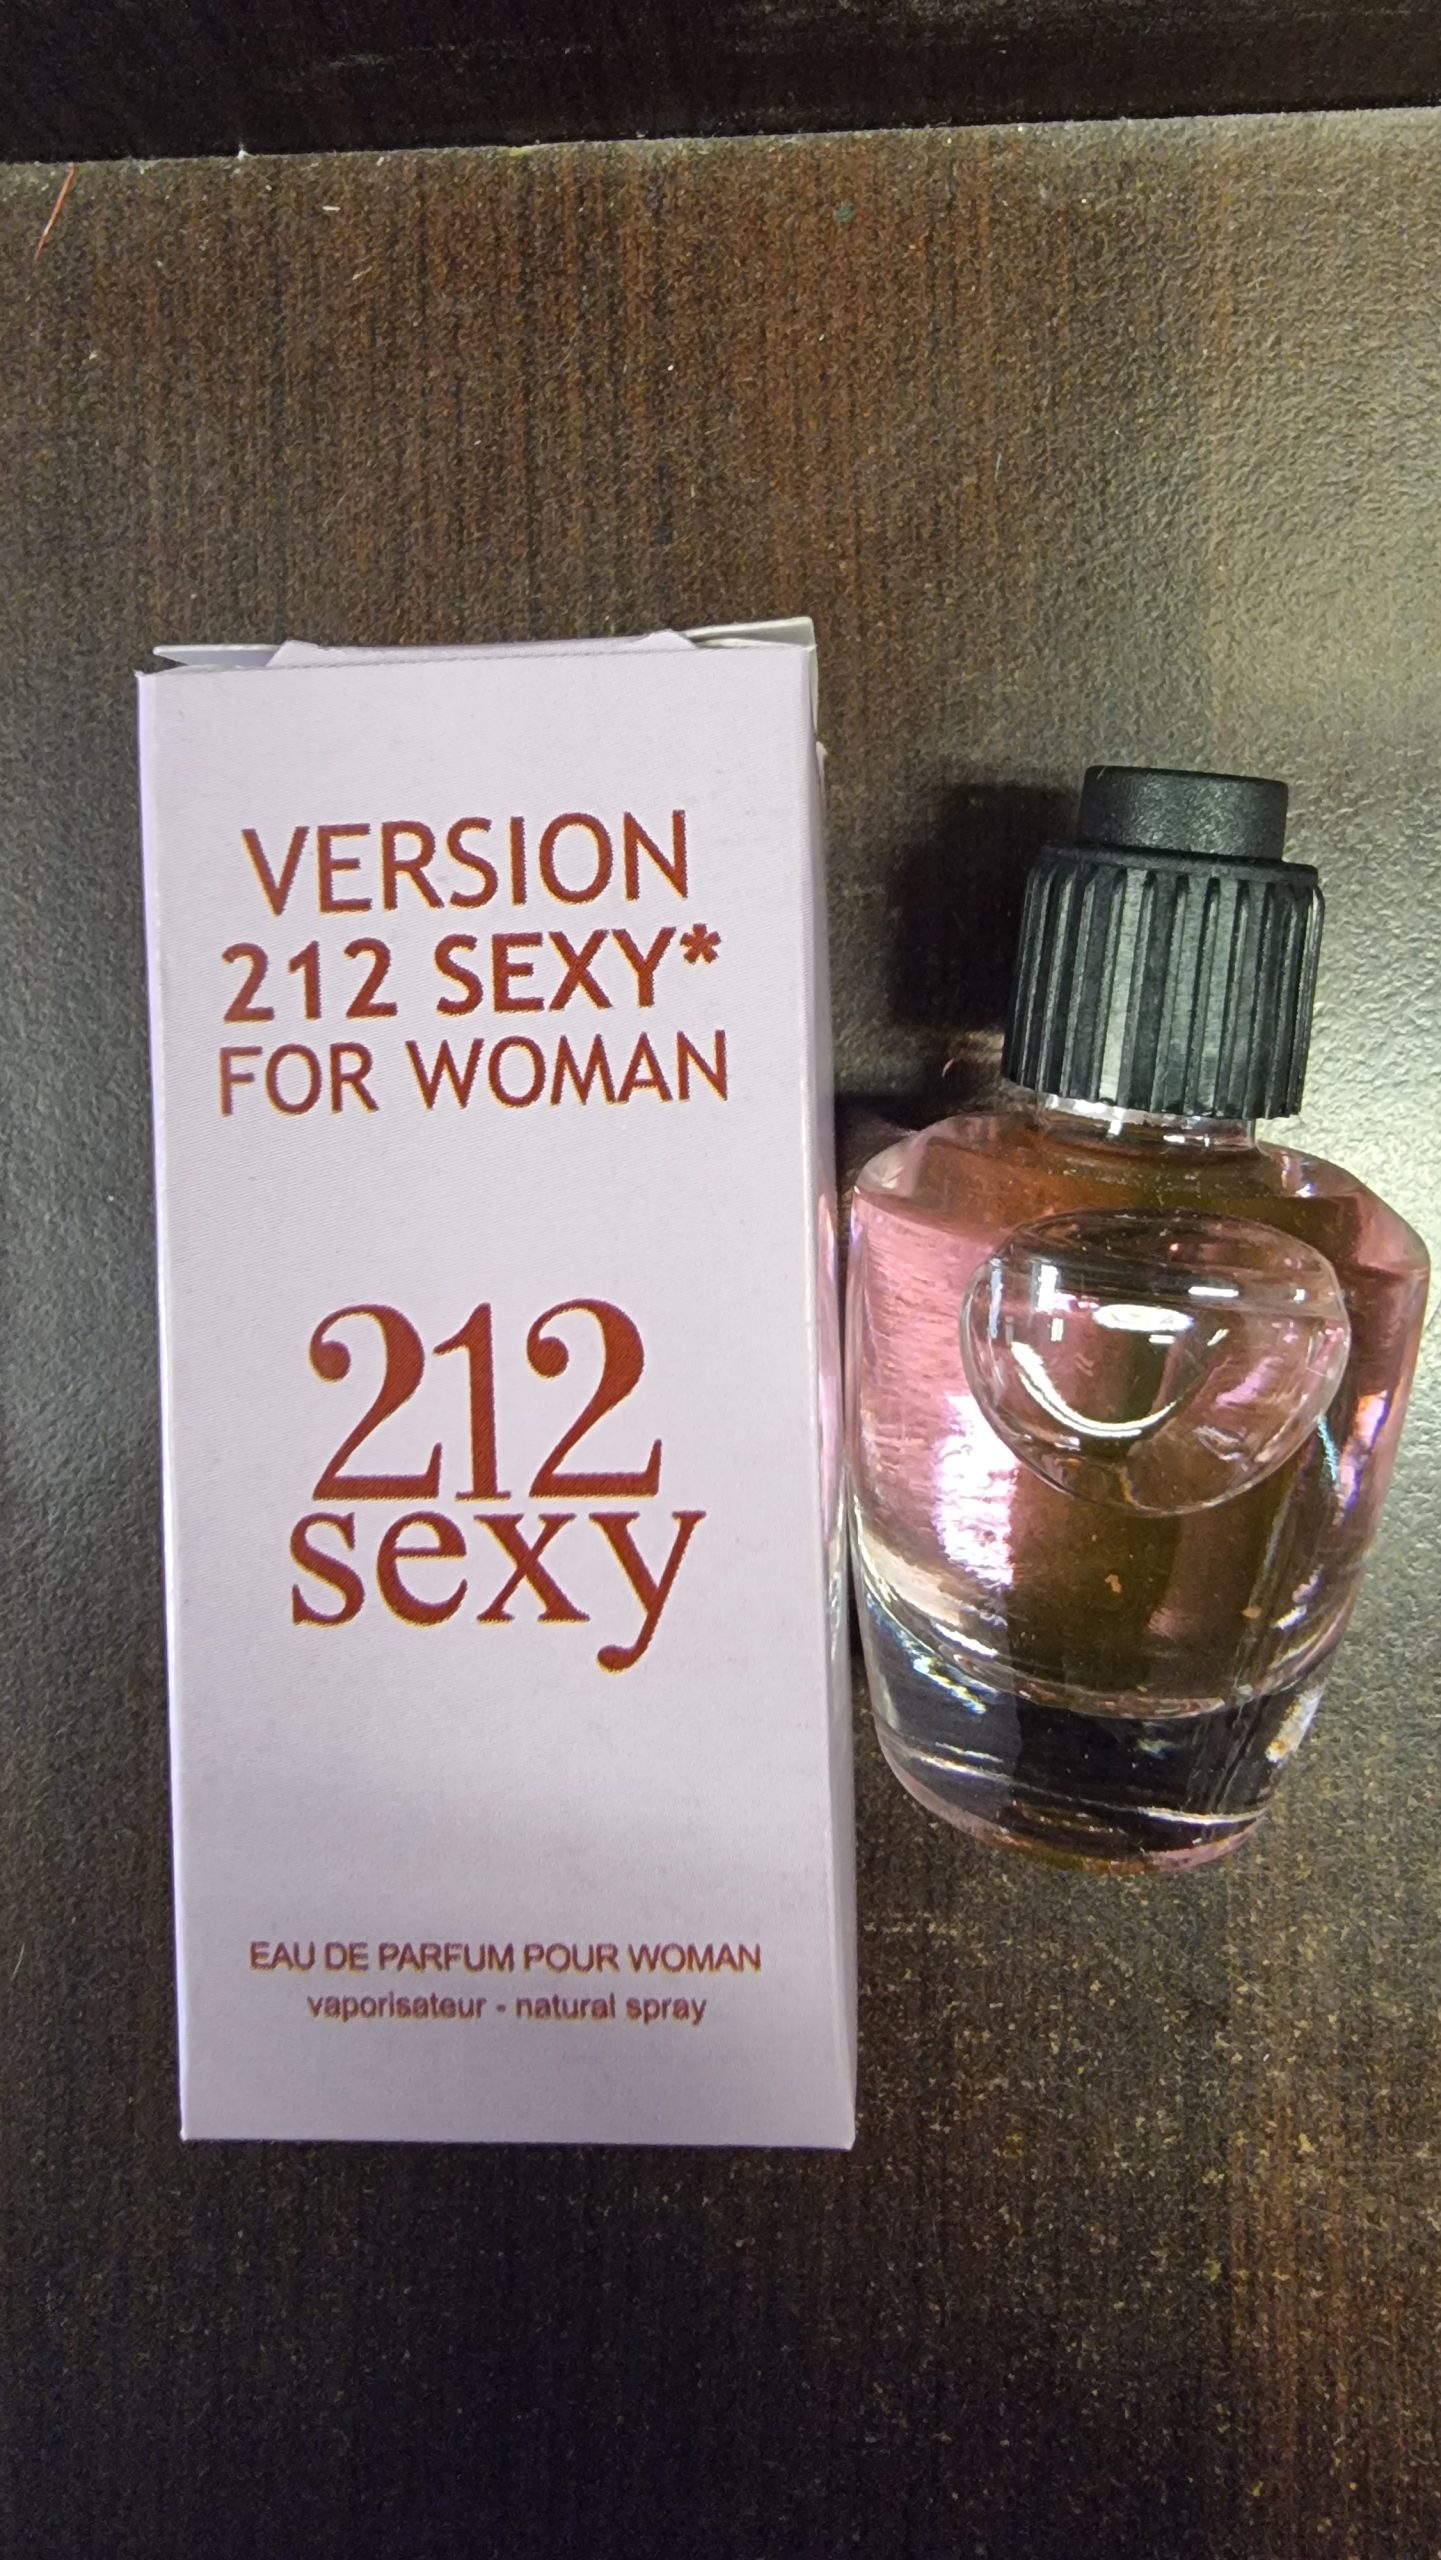 VERSION
212 SEXY*
FOR WOMAN
212
sexy
EAU DE PARFUM POUR WOMAN
vaporisateur - natural spray